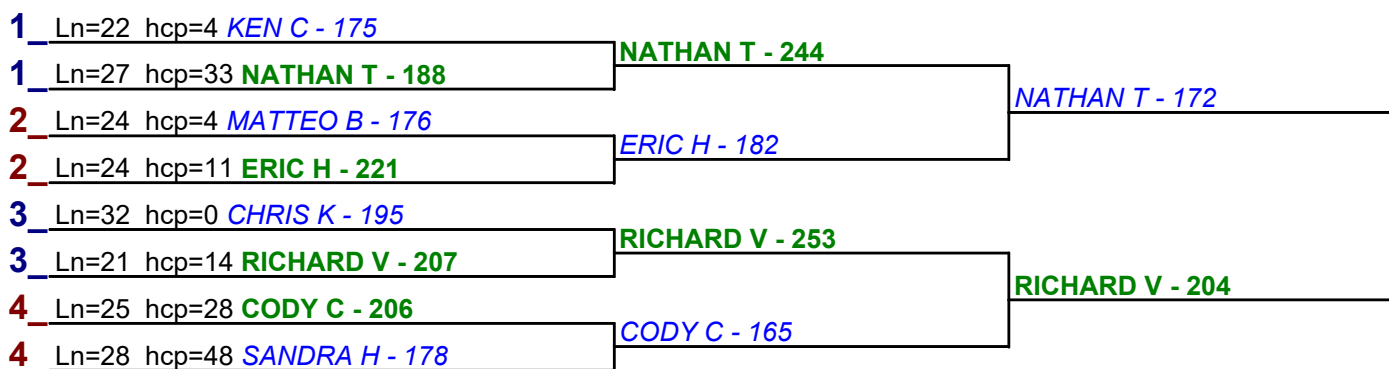 1_ Ln=22 hcp=4 KEN C - 175
NATHAN T - 244
1_ Ln=27 hcp=33 NATHAN T - 188
NATHAN T - 172
2_ Ln=24 hcp=4 MATTEO B - 176
ERIC H - 182
2_ Ln=24 hcp=11 ERIC H - 221
3_ Ln=32 hcp=0 CHRIS K - 195
RICHARD V - 253
3_ Ln=21 hcp=14 RICHARD V - 207
RICHARD V - 204
4_ Ln=25 hcp=28 CODY C - 206
CODY C - 165
4 Ln=28 hcp=48 SANDRA H - 178